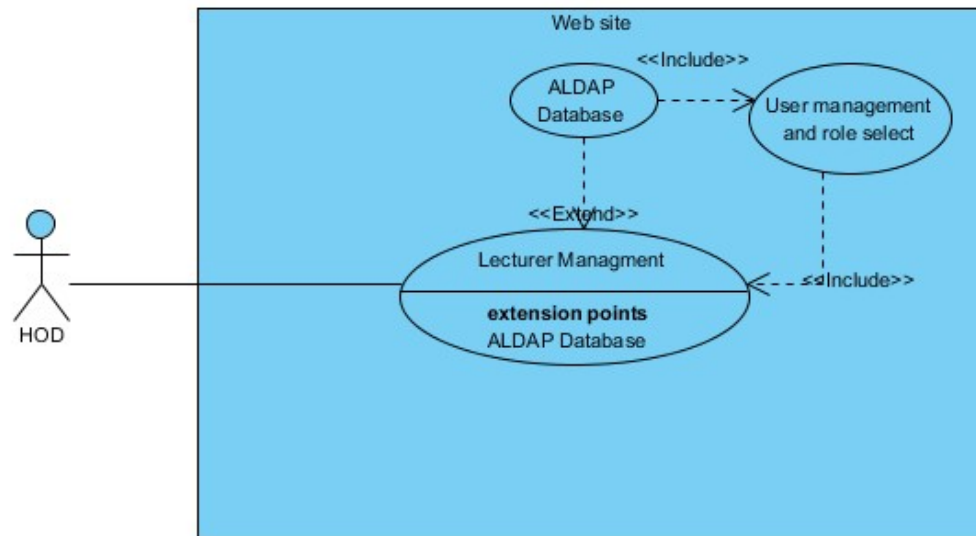 Web site
<<Include>>
ALDAP
Database
User management
and role select
<<Extend>>
Lecturer Managment
<<Include>>
extension points
ALDAP Database
HOD